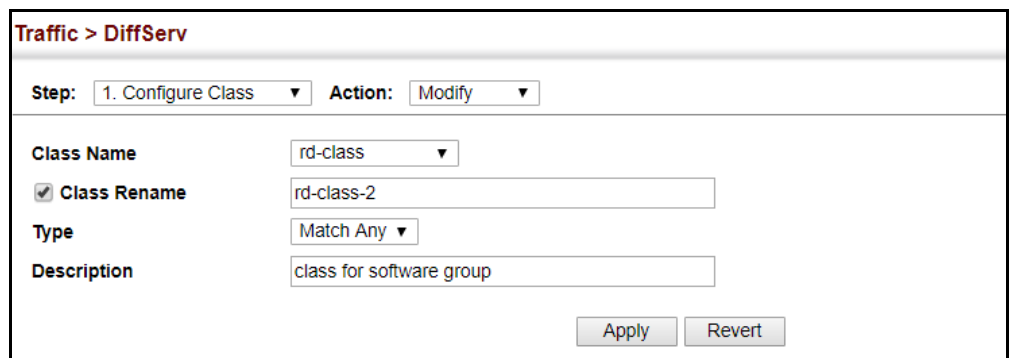 Traffic > DiffServ
Step: 1. Configure Class Action: Modify
Class Name rd-class
Class Rename rd-class-2
Type Match Any
Description class for software group
Apply Revert